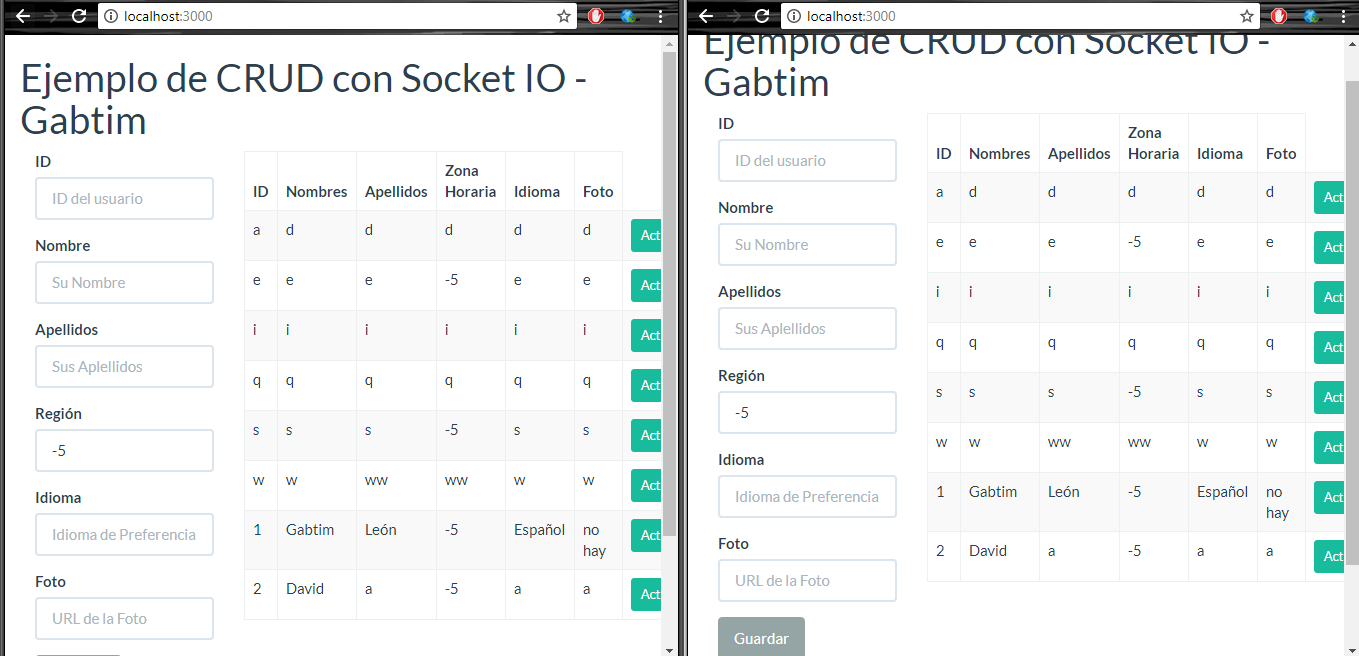 localhost:3000
Ejemplo de CRUD con Socket IO -
Gabtim
ID
ID del usuario
Nombre
Su Nombre
Apellidos
Sus Aplellidos
Región
-5
Idioma
Idioma de Preferencia
Foto
URL de la Foto
ID Nombres Apellidos Zona Horaria Idioma Foto
a d d d d d Act
e e e -5 e e Act
i i i i i i Act
q q q q q q Act
s s s -5 s s Act
w w ww ww w w Act
1 Gabtim León -5 Español no hay Act
2 David a -5 a a Act
localhost:3000
Ejemplo de CRUD con Socket IO -
Gabtim
ID
ID del usuario
Nombre
Su Nombre
Apellidos
Sus Aplellidos
Región
-5
Idioma
Idioma de Preferencia
Foto
URL de la Foto
Guardar
ID Nombres Apellidos Zona Horaria Idioma Foto
a d d d d d Act
e e e -5 e e Act
i i i i i i Act
q q q q q q Act
s s s -5 s s Act
w w ww ww w w Act
1 Gabtim León -5 Español no hay Act
2 David a -5 a a Act